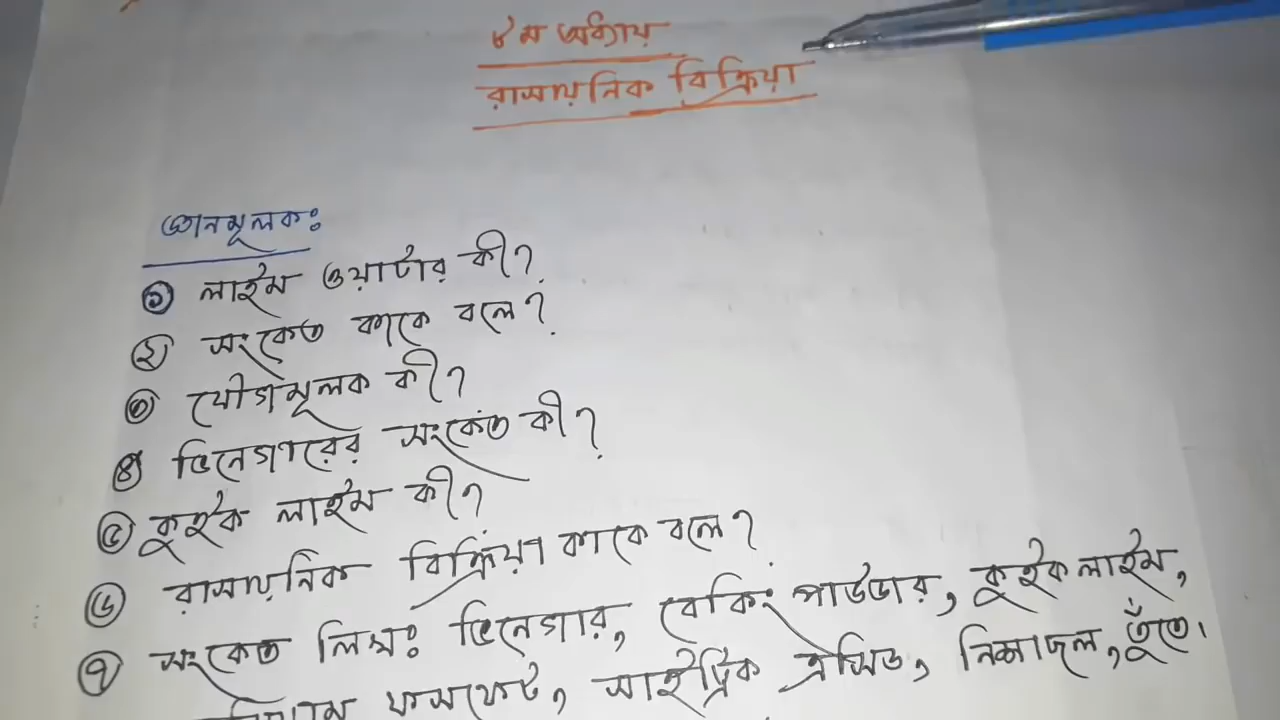 ৮ম অধ্যায়
রাসায়নিক বিক্রিয়া
জ্ঞানমূলকঃ
১ লাইম ওয়াটার কী?
২ সংকেত কাকে বলে?
৩ যৌগমূলক কী?
৪ ভিনেগারের সংকেত কী?
৫ কুইক লাইম কী?
৬ রাসায়নিক বিক্রিয়া কাকে বলে?
৭ সংকেত লিখঃ ভিনেগার, বেকিং পাউডার, কুইক লাইম,
ফসফেট, সাইট্রিক এসিড, নিশাদল, তুঁতে।